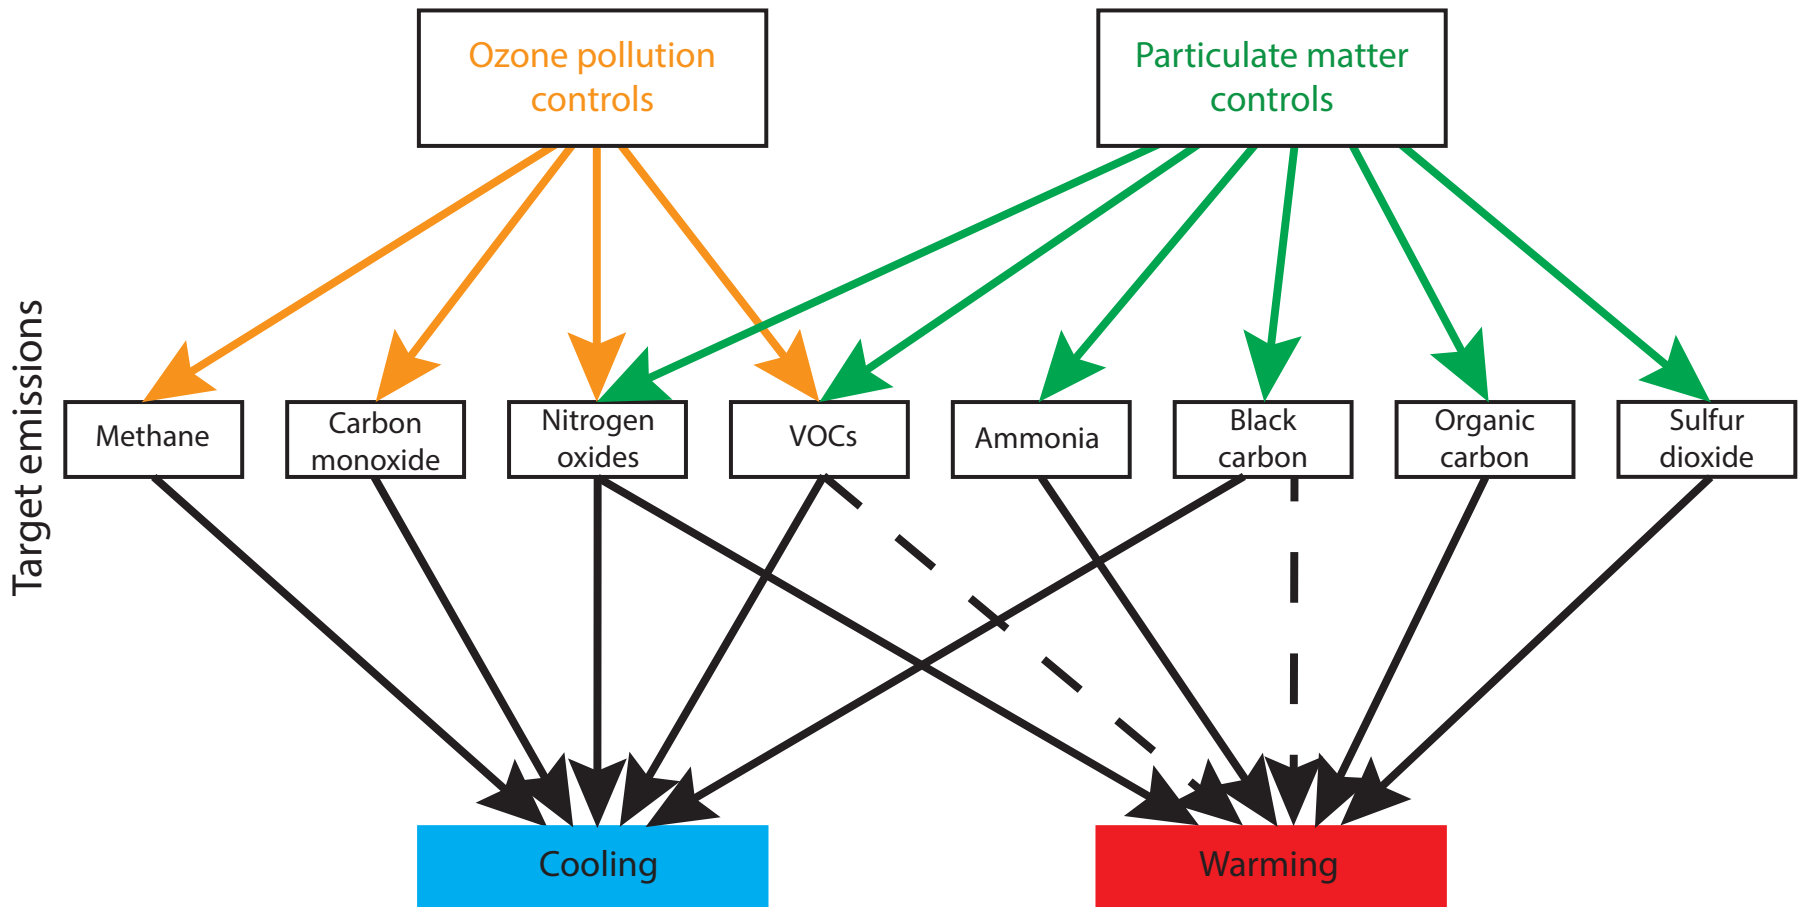 Ozone pollution
controls
Particulate matter
controls
Target emissions
Methane
Carbon
monoxide
Nitrogen
oxides
VOCs
Ammonia
Black
carbon
Organic
carbon
Sulfur
dioxide
Cooling
Warming